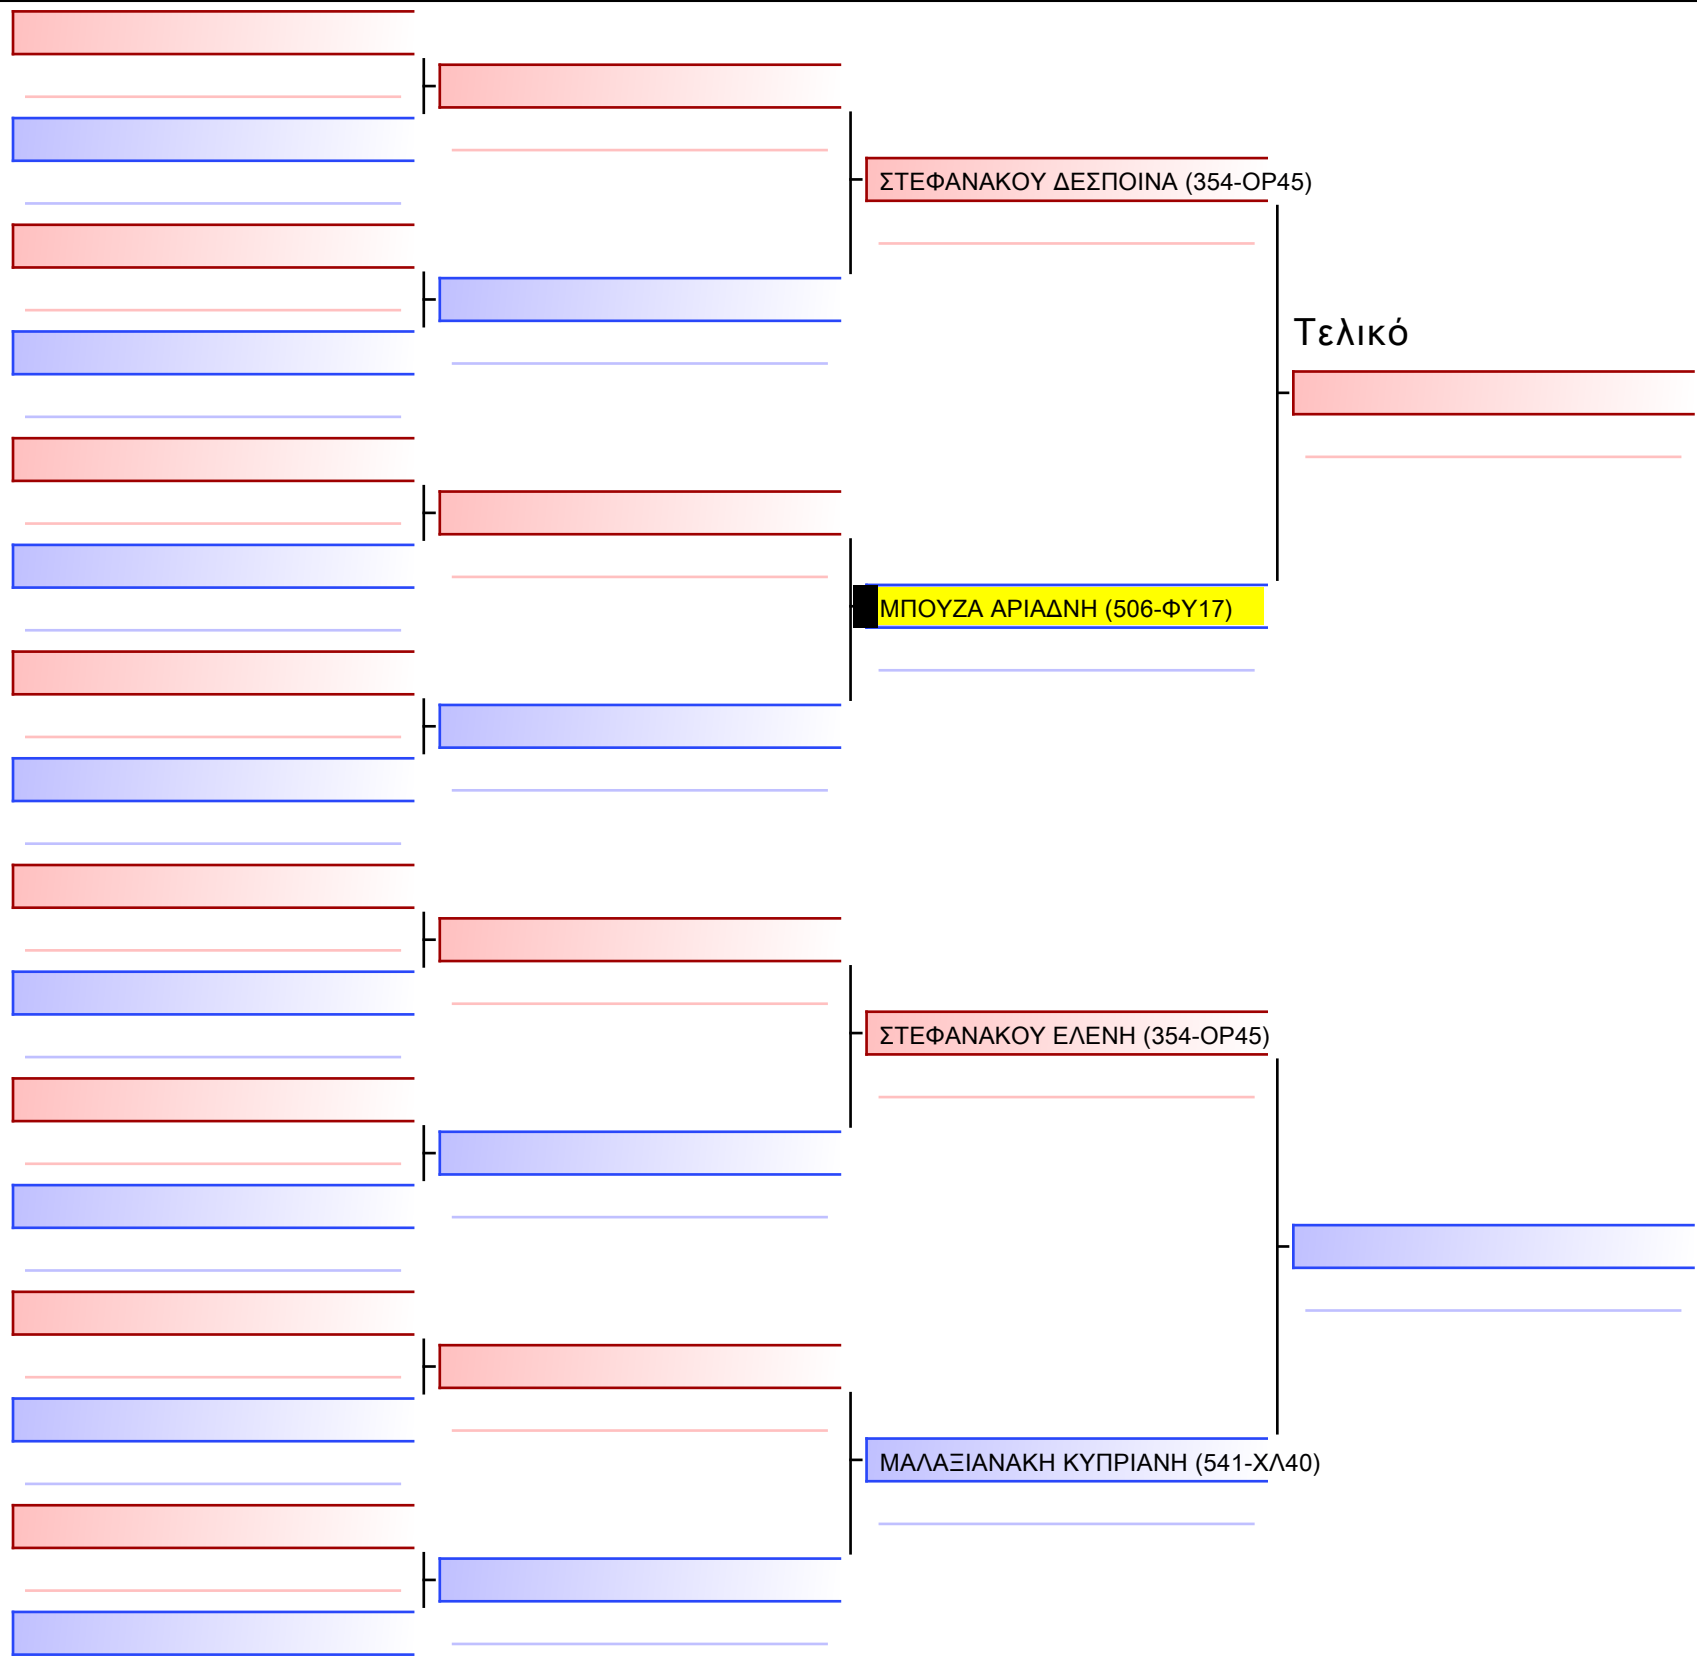 ΣΤΕΦΑΝΑΚΟΥ ΔΕΣΠΟΙΝΑ (354-ΟΡ45)
Τελικό
ΜΠΟΥΖΑ ΑΡΙΑΔΝΗ (506-ΦΥ17)
ΣΤΕΦΑΝΑΚΟΥ ΕΛΕΝΗ (354-ΟΡ45)
ΜΑΛΑΞΙΑΝΑΚΗ ΚΥΠΡΙΑΝΗ (541-ΧΛ40)